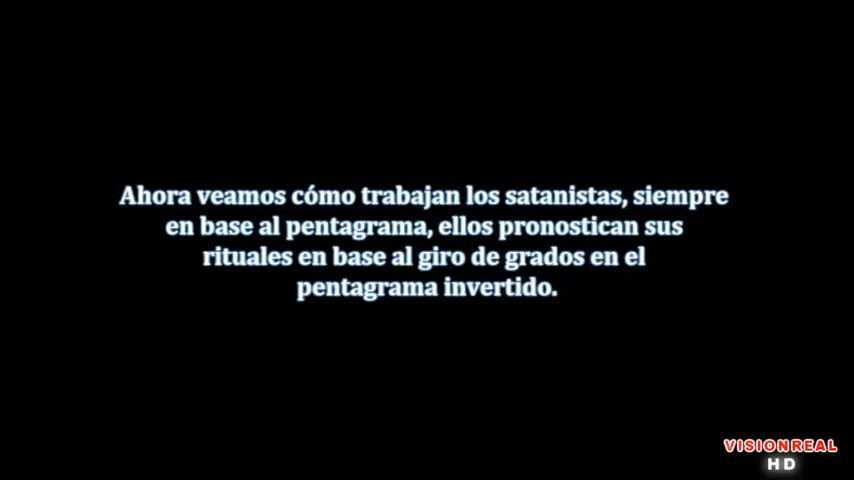 Ahora veamos cómo trabajan los satanistas, siempre
en base al pentagrama, ellos pronostican sus
rituales en base al giro de grados en el
pentagrama invertido.
VISIONREAL
HD